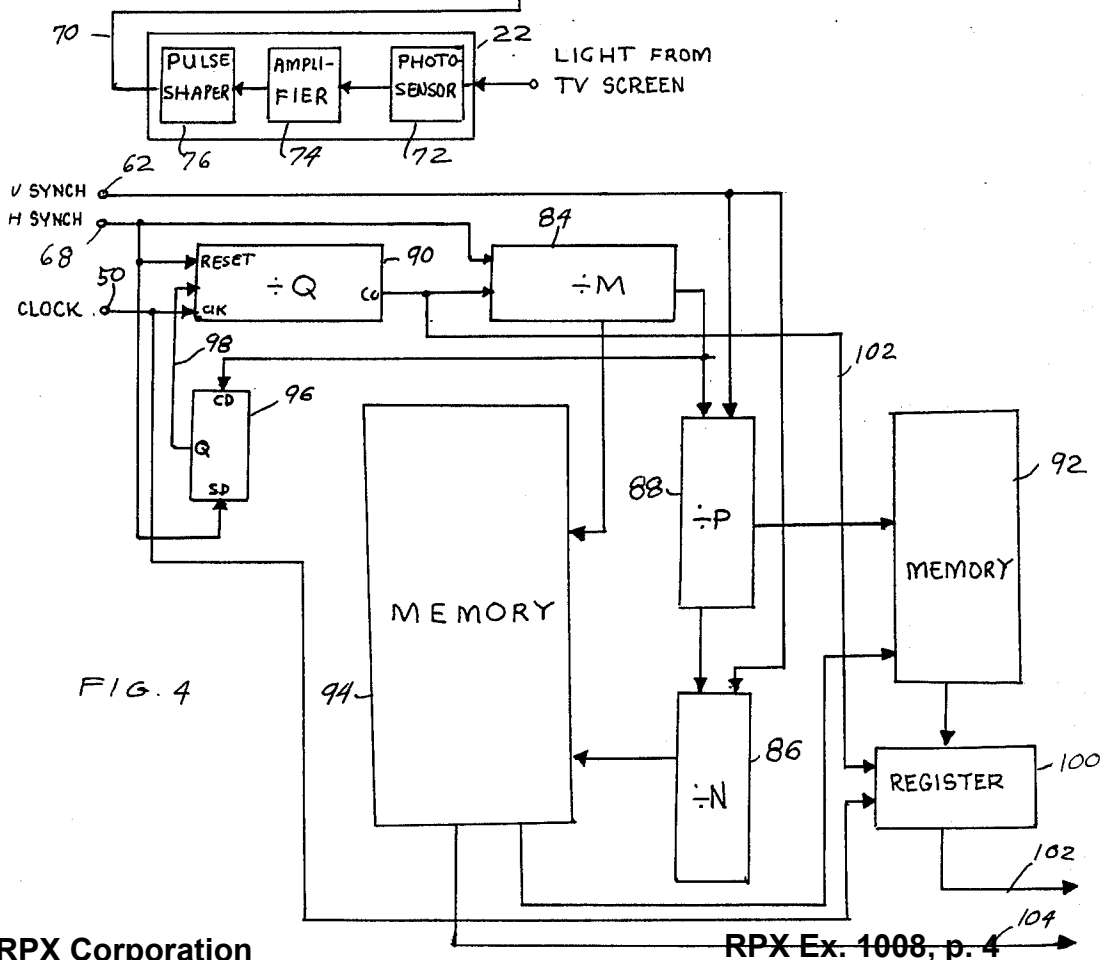 70
22
PULSE SHAPER
AMPLI-FIER
PHOTO-SENSOR
LIGHT FROM
TV SCREEN
76
74
72
62
V SYNCH
H SYNCH
68
50
CLOCK
RESET
÷Q
CO
CLK
90
84
÷M
98
102
CD
96
Q
SD
MEMORY
94
88
÷P
92
MEMORY
FIG. 4
86
÷N
REGISTER
100
102
104
RPX Corporation
RPX Ex. 1008, p. 4